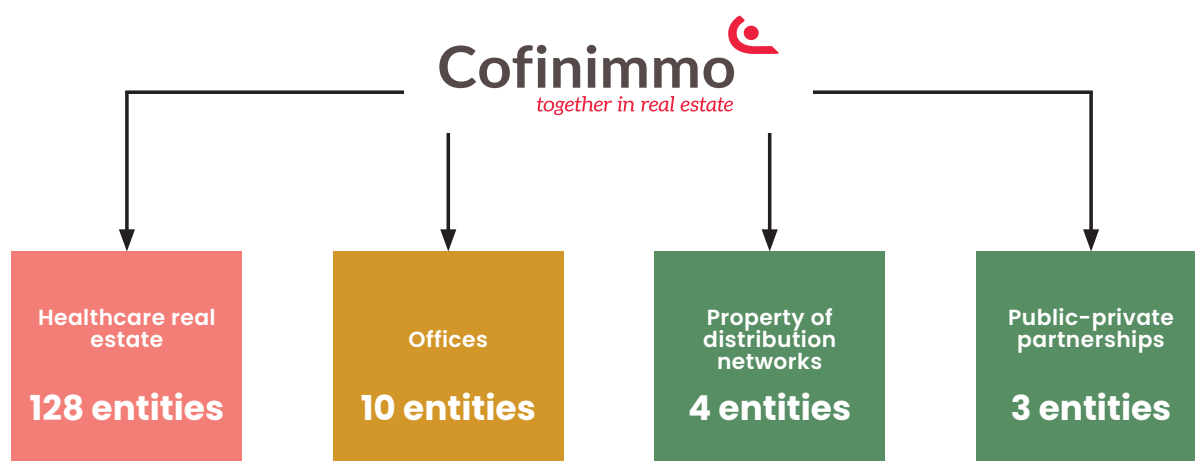 Cofinimmo
together in real estate
Healthcare real
estate
128 entities
Offices
10 entities
Property of
distribution
networks
4 entities
Public-private
partnerships
3 entities